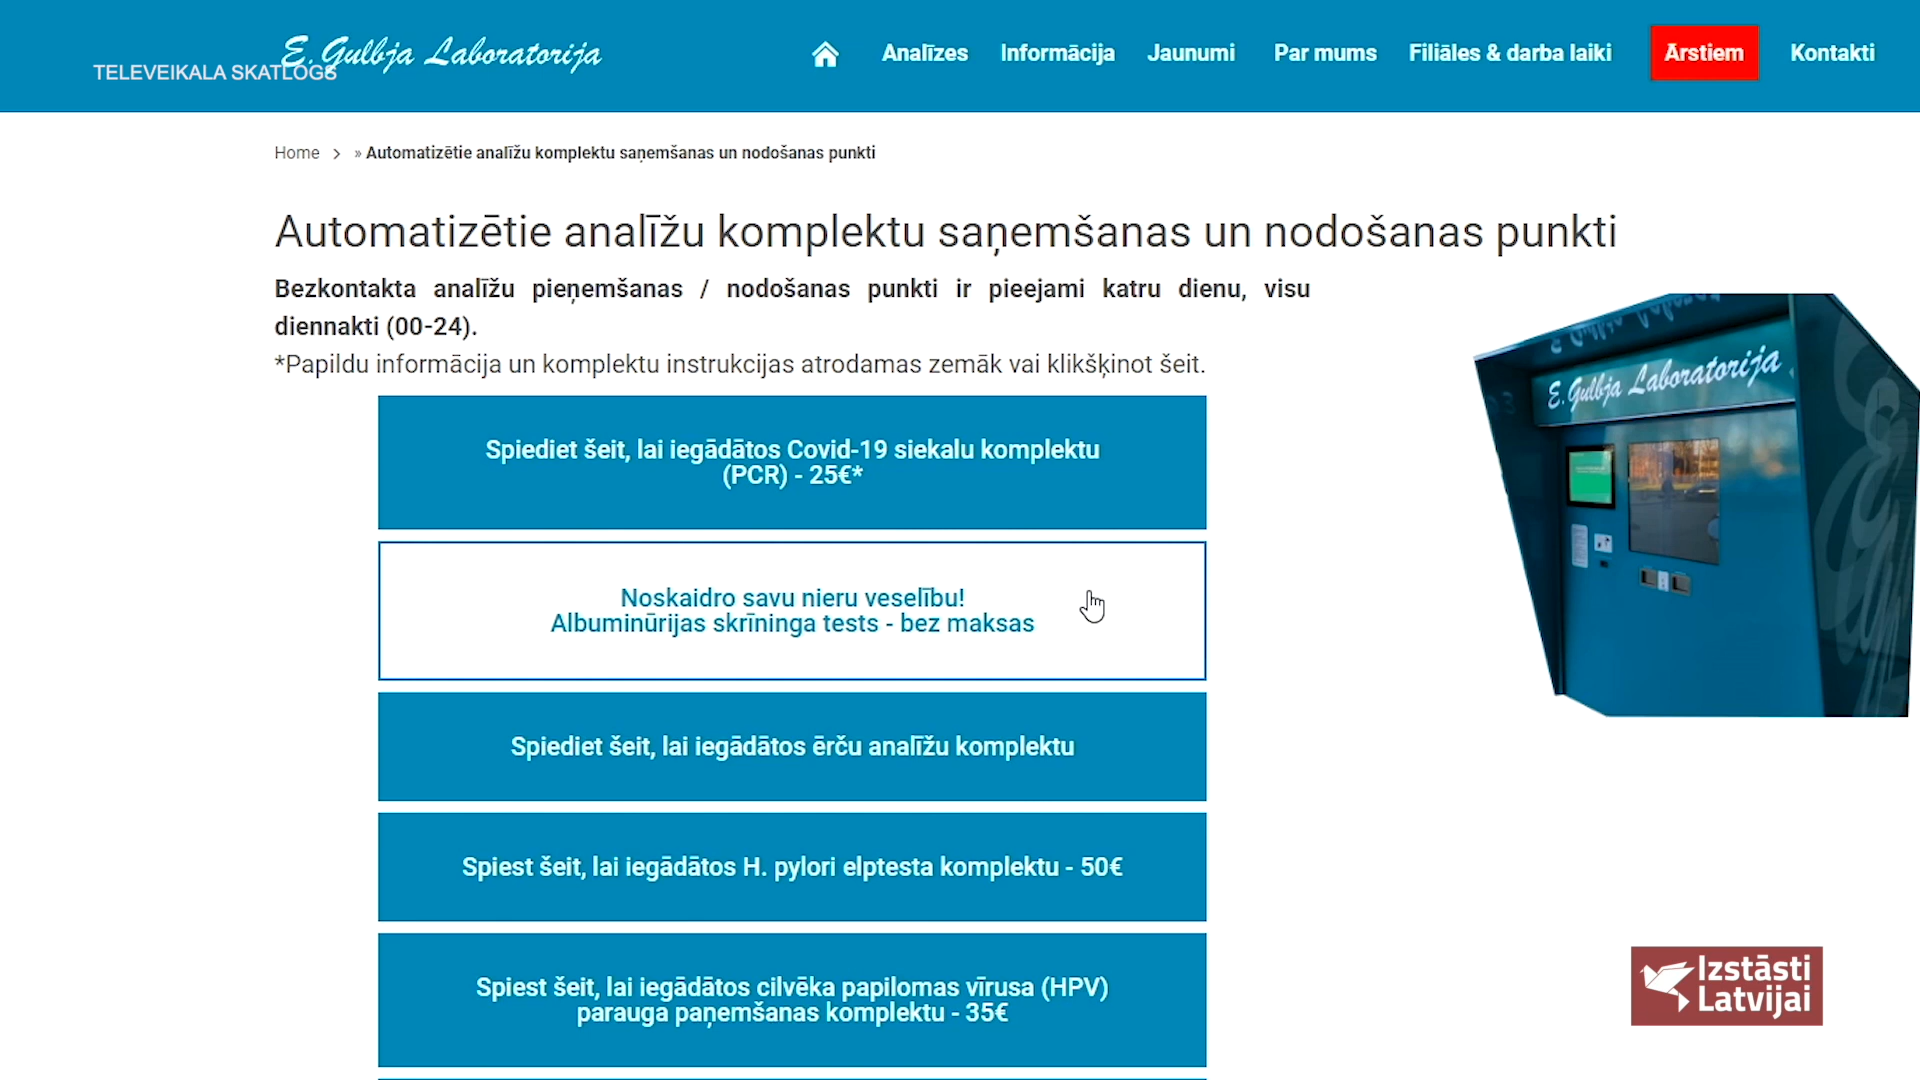 E. Gulbja Laboratorija
TELEVEIKALA SKATLOGS
Analīzes
Informācija
Jaunumi
Par mums
Filiāles & darba laiki
Ārstiem
Kontakti
Home > » Automatizētie analīžu komplektu saņemšanas un nodošanas punkti
Automatizētie analīžu komplektu saņemšanas un nodošanas punkti
Bezkontakta analīžu pieņemšanas / nodošanas punkti ir pieejami katru dienu, visu
diennakti (00-24).
*Papildu informācija un komplektu instrukcijas atrodamas zemāk vai klikšķinot šeit.
Spiediet šeit, lai iegādātos Covid-19 siekalu komplektu
(PCR) - 25€*
Noskaidro savu nieru veselību!
Albuminūrijas skrīninga tests - bez maksas
Spiediet šeit, lai iegādātos ērču analīžu komplektu
Spiest šeit, lai iegādātos H. pylori elptesta komplektu - 50€
Spiest šeit, lai iegādātos cilvēka papilomas vīrusa (HPV)
parauga paņemšanas komplektu - 35€
E. Gulbja Laboratorija
Izstāsti
Latvijai